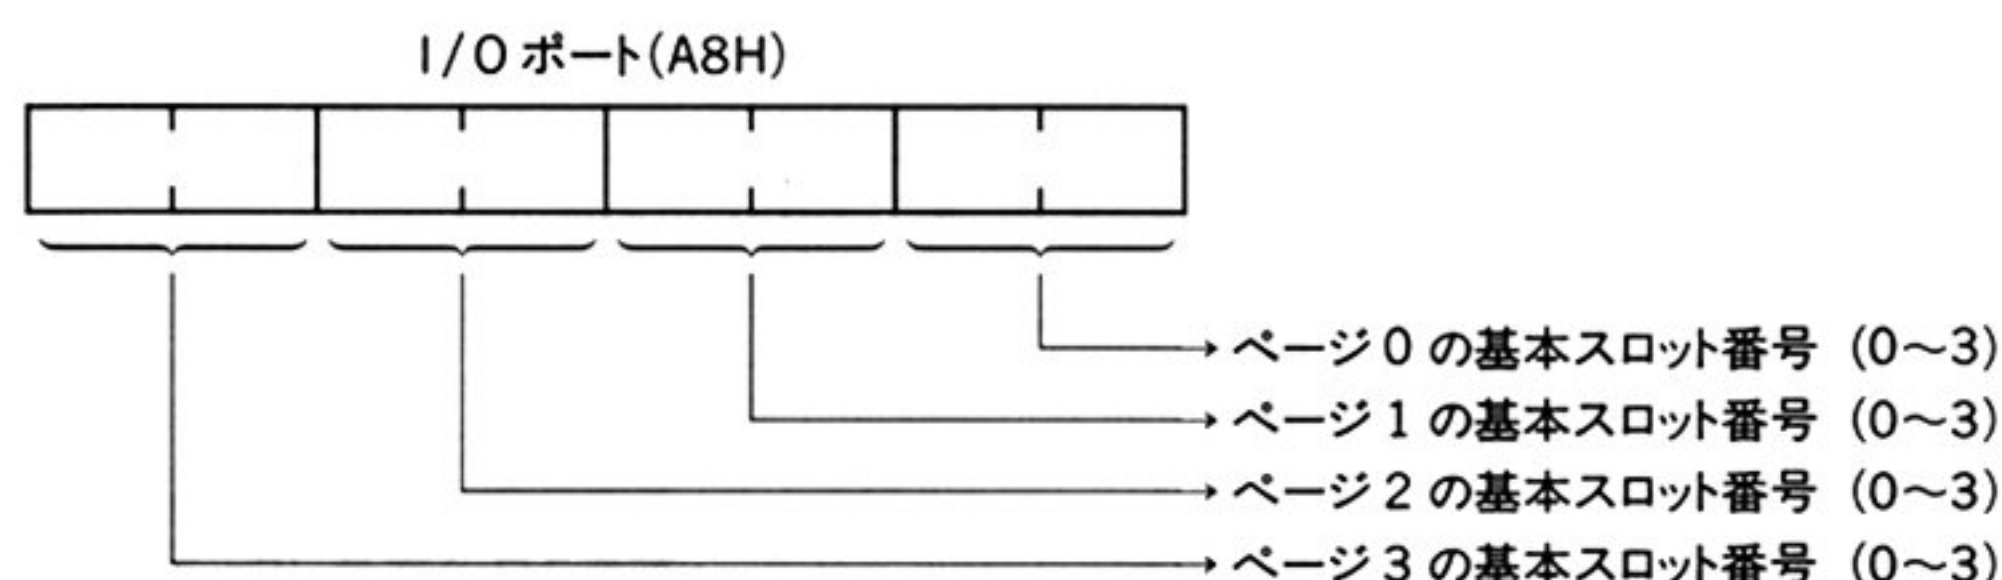 I/O ポート(A8H)
ページ 0 の基本スロット番号 (0〜3)
ページ 1 の基本スロット番号 (0〜3)
ページ 2 の基本スロット番号 (0〜3)
ページ 3 の基本スロット番号 (0〜3)